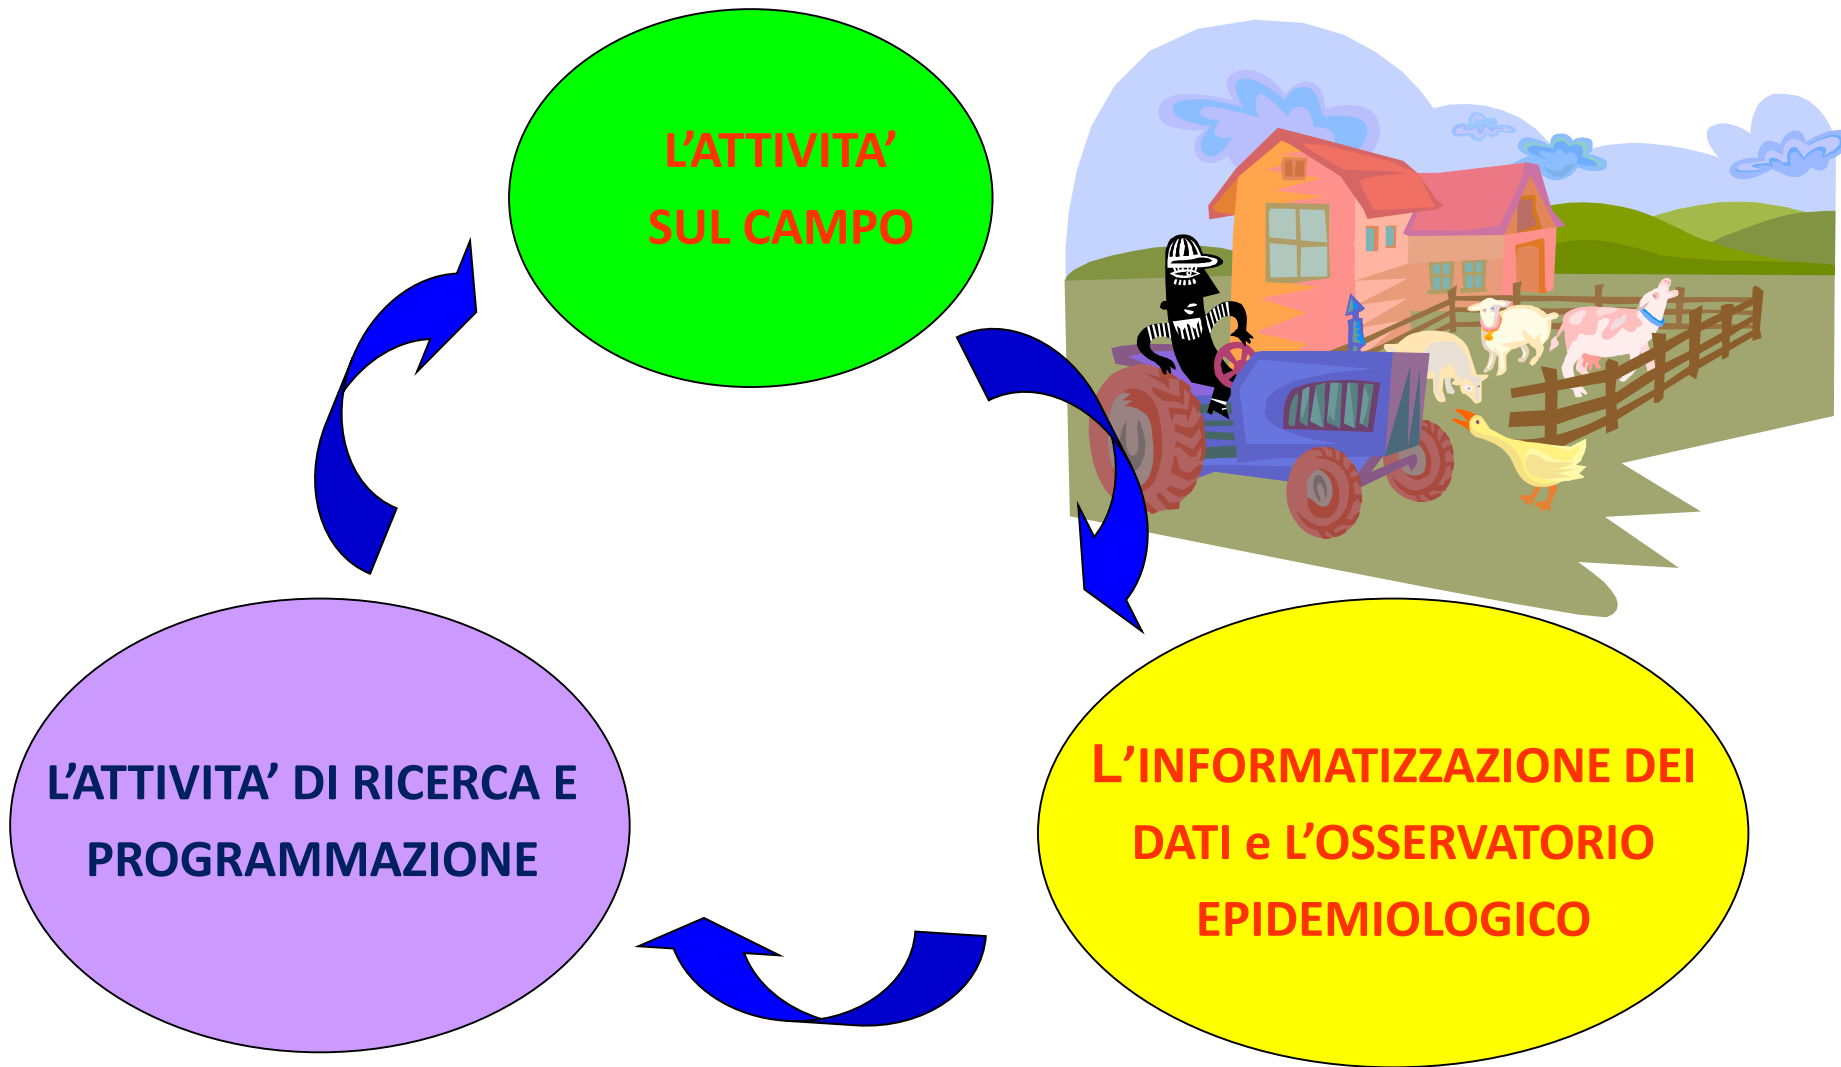 L’ATTIVITA’
SUL CAMPO
L’ATTIVITA’ DI RICERCA E
PROGRAMMAZIONE
L’INFORMATIZZAZIONE DEI
DATI e L’OSSERVATORIO
EPIDEMIOLOGICO